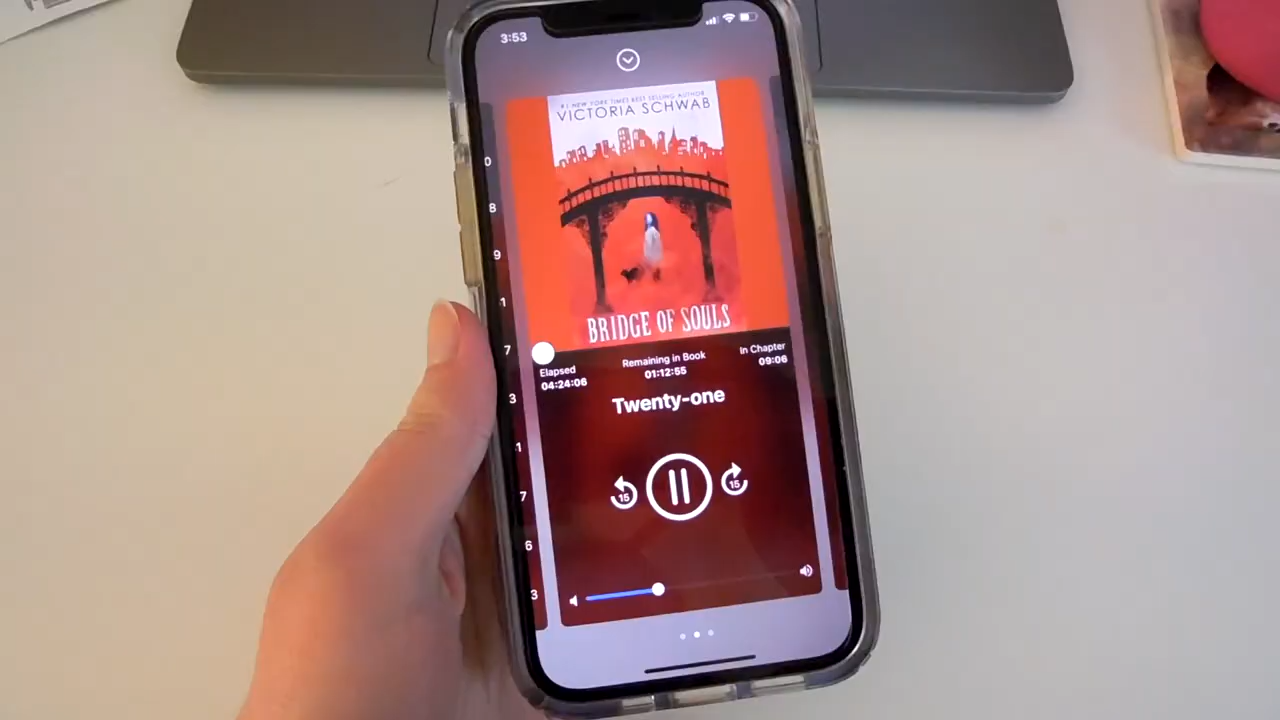 3:53
#1 NEW YORK TIMES BEST SELLING AUTHOR
VICTORIA SCHWAB
BRIDGE OF SOULS
0
8
9
1
7
3
1
7
6
3
Elapsed
04:24:06
Remaining in Book
01:12:55
In Chapter
09:06
Twenty-one
15
15